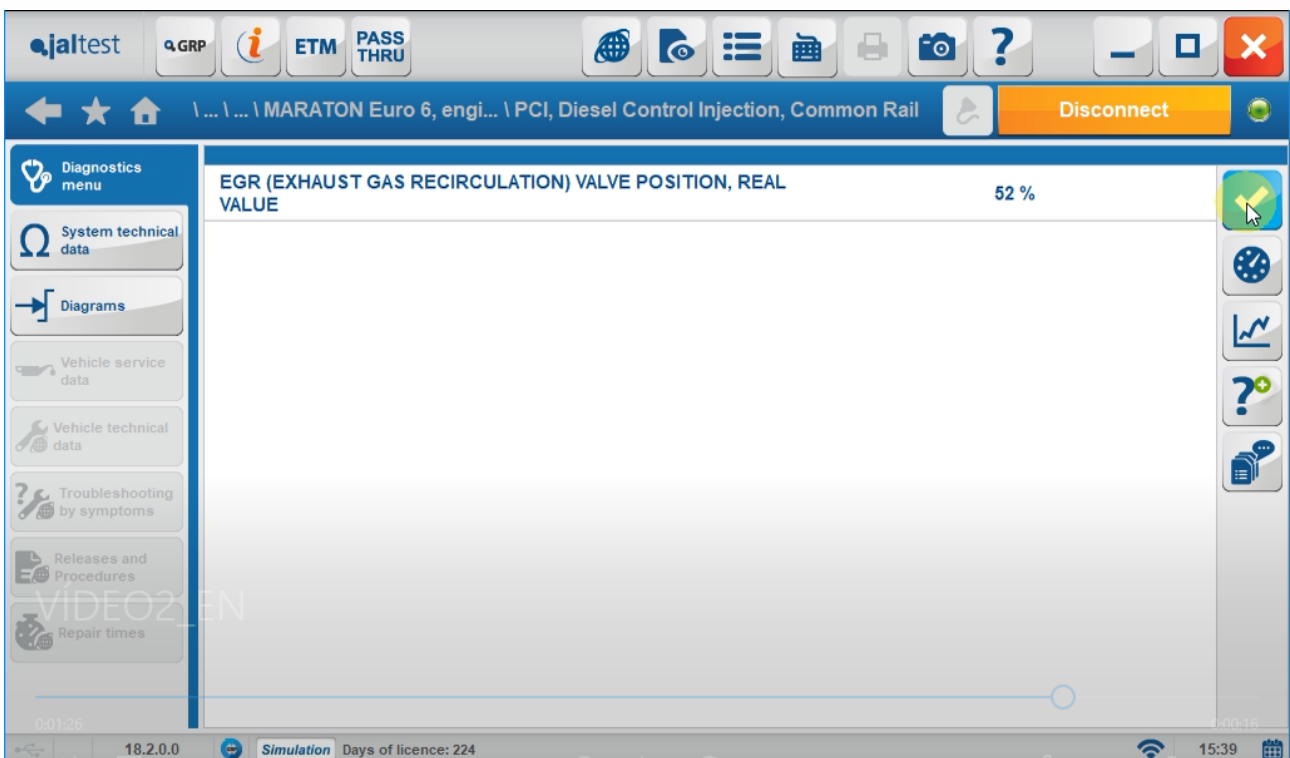 jaltest
GRP
i
ETM
PASS
THRU
?
\ ... \ ... \ MARATON Euro 6, engi... \ PCI, Diesel Control Injection, Common Rail
Disconnect
Diagnostics
menu
System technical
data
Diagrams
Vehicle service
data
Vehicle technical
data
Troubleshooting
by symptoms
Releases and
Procedures
Repair times
EGR (EXHAUST GAS RECIRCULATION) VALVE POSITION, REAL
VALUE
52 %
VÍDEO2_EN
0:01:26
0:00:16
18.2.0.0
Simulation
Days of licence: 224
15:39